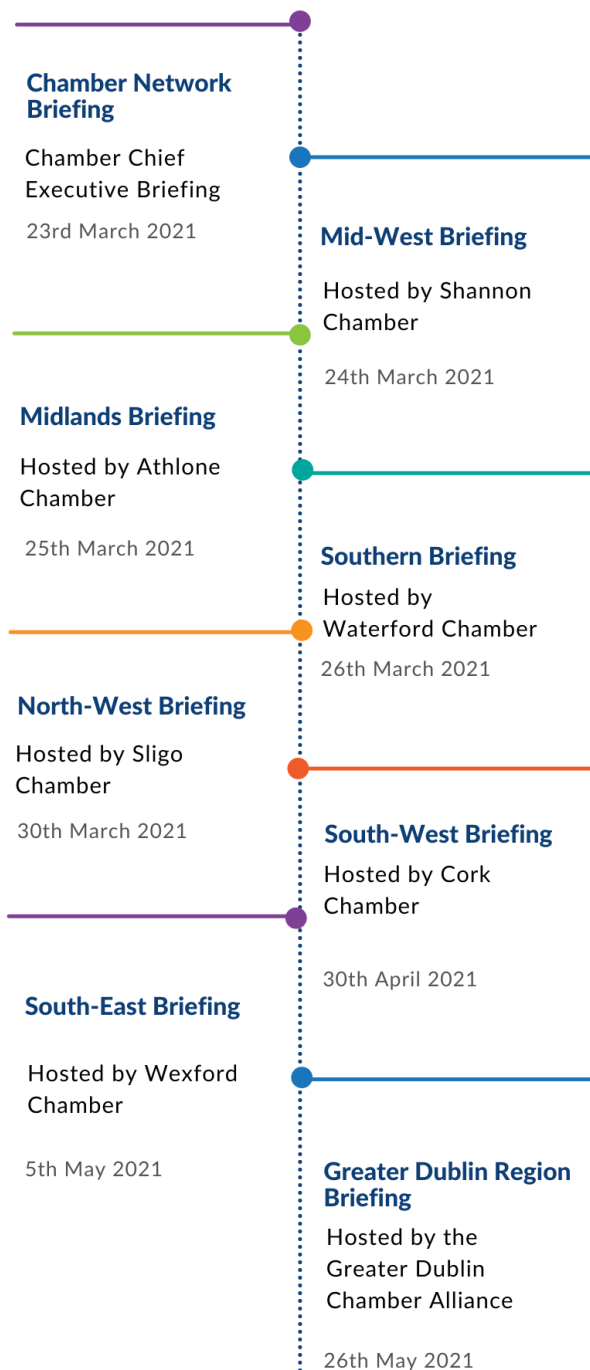 Chamber Network
Briefing
Chamber Chief
Executive Briefing
23rd March 2021
Mid-West Briefing
Hosted by Shannon
Chamber
24th March 2021
Midlands Briefing
Hosted by Athlone
Chamber
25th March 2021
Southern Briefing
Hosted by
Waterford Chamber
26th March 2021
North-West Briefing
Hosted by Sligo
Chamber
30th March 2021
South-West Briefing
Hosted by Cork
Chamber
30th April 2021
South-East Briefing
Hosted by Wexford
Chamber
5th May 2021
Greater Dublin Region
Briefing
Hosted by the
Greater Dublin
Chamber Alliance
26th May 2021